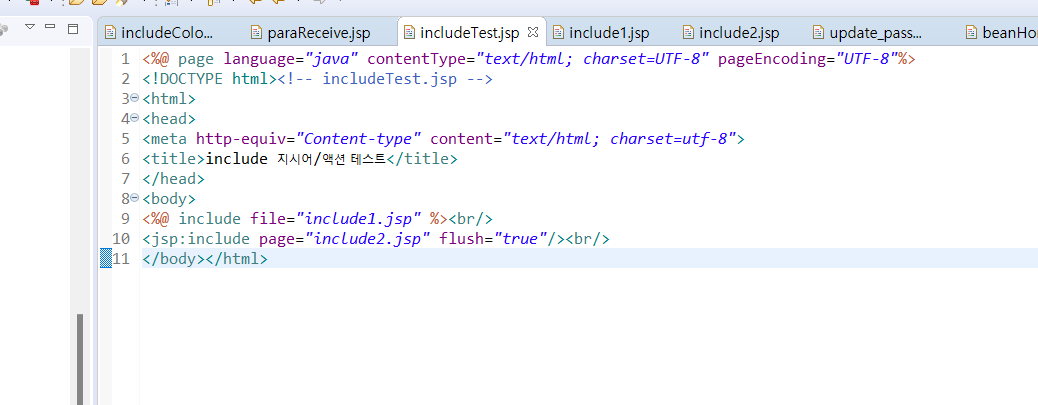 includeColo... paraReceive.jsp includeTest.jsp include1.jsp include2.jsp update_pass... beanHo
1 <%@ page language="java" contentType="text/html; charset=UTF-8" pageEncoding="UTF-8"%>
2 <!DOCTYPE html><!-- includeTest.jsp -->
3 <html>
4 <head>
5 <meta http-equiv="Content-type" content="text/html; charset=utf-8">
6 <title>include 지시어/액션 테스트</title>
7 </head>
8 <body>
9 <%@ include file="include1.jsp" %><br/>
10 <jsp:include page="include2.jsp" flush="true"/><br/>
11 </body></html>